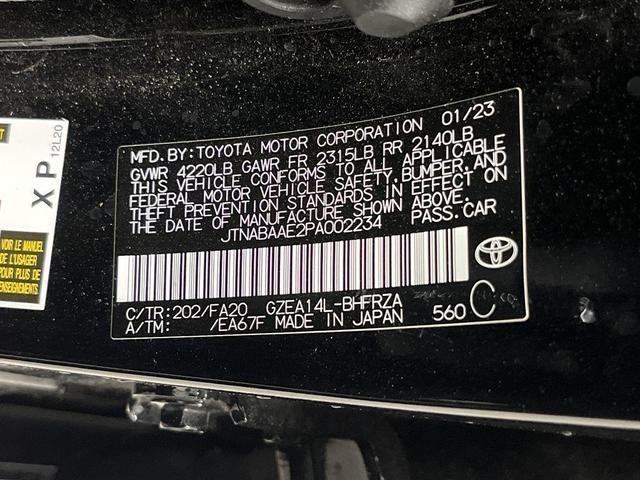 MFD. BY: TOYOTA MOTOR CORPORATION 01/23
GVWR 4220LB GAWR FR 2315LB RR 2140LB
THIS VEHICLE CONFORMS TO ALL APPLICABLE
FEDERAL MOTOR VEHICLE SAFETY, BUMPER, AND
THEFT PREVENTION STANDARDS IN EFFECT ON
THE DATE OF MANUFACTURE SHOWN ABOVE.
JTNABAAE2PA002234 PASS. CAR
C/TR: 202/FA20 GZEA14L-BHFRZA
A/TM: /EA67F MADE IN JAPAN 560 C
XP
12L20
VOIR LE MANUEL
DE L'USAGER
POUR PLUS DE
RENSEIGNEMENTS